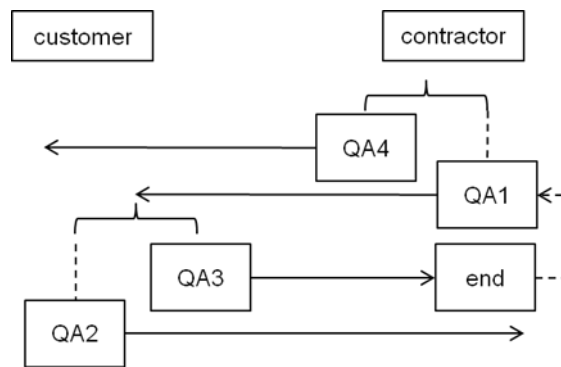 customer
contractor
QA4
QA1
QA3
end
QA2